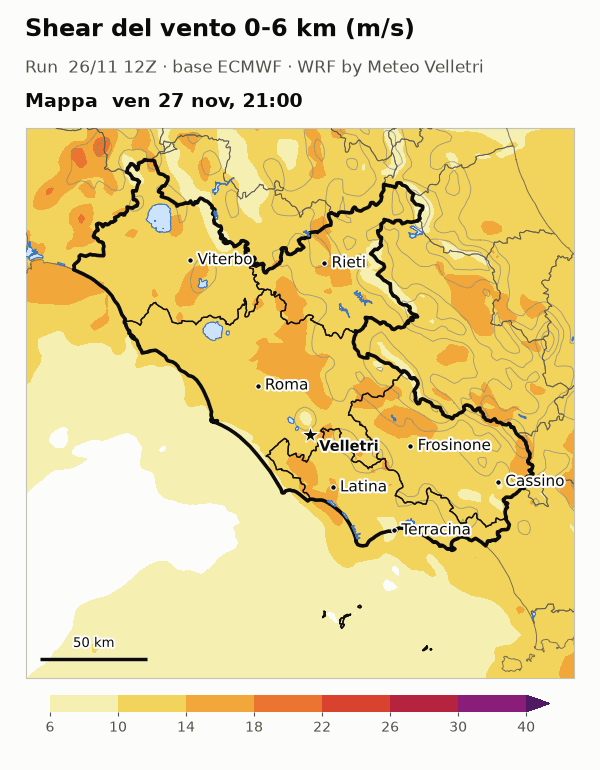 Shear del vento 0-6 km (m/s)
Run  26/11 12Z · base ECMWF · WRF by Meteo Velletri
Mappa  ven 27 nov, 21:00
Viterbo
Rieti
Roma
Velletri
Frosinone
Cassino
Latina
Terracina
50 km
6 10 14 18 22 26 30 40